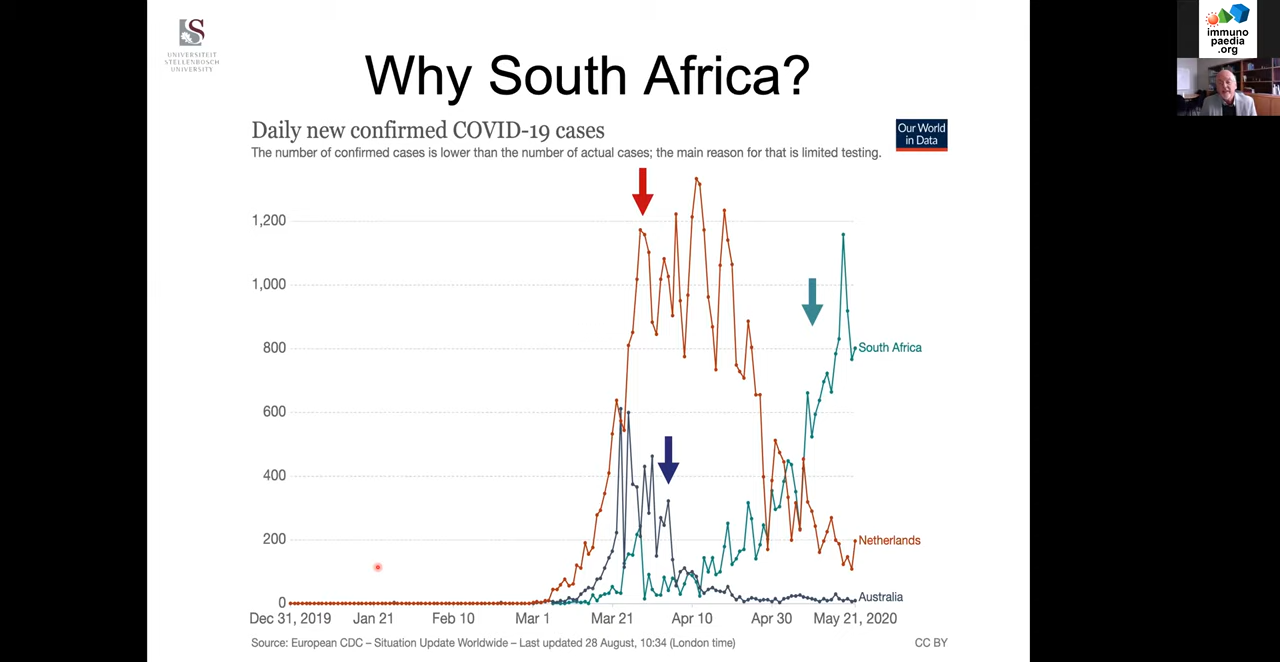 UNIVERSITEIT
STELLENBOSCH
UNIVERSITY
Why South Africa?
immuno
paedia
.org
Daily new confirmed COVID-19 cases
The number of confirmed cases is lower than the number of actual cases; the main reason for that is limited testing.
Our World
in Data
1,200
1,000
800
South Africa
600
400
200
Netherlands
0
Australia
Dec 31, 2019 Jan 21 Feb 10 Mar 1 Mar 21 Apr 10 Apr 30 May 21, 2020
Source: European CDC – Situation Update Worldwide – Last updated 28 August, 10:34 (London time) CC BY